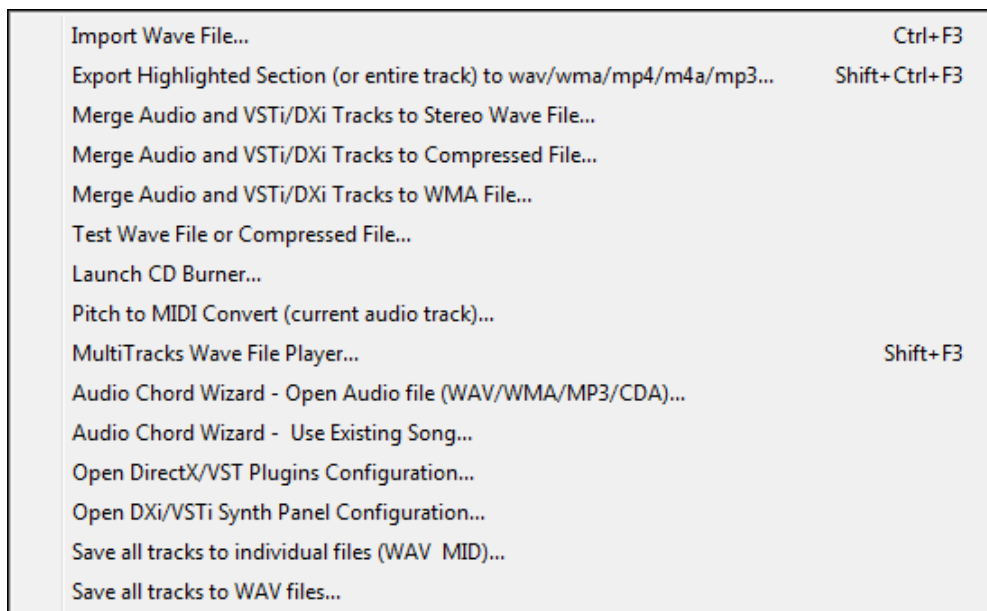 Import Wave File... Ctrl+F3
Export Highlighted Section (or entire track) to wav/wma/mp4/m4a/mp3... Shift+Ctrl+F3
Merge Audio and VSTi/DXi Tracks to Stereo Wave File...
Merge Audio and VSTi/DXi Tracks to Compressed File...
Merge Audio and VSTi/DXi Tracks to WMA File...
Test Wave File or Compressed File...
Launch CD Burner...
Pitch to MIDI Convert (current audio track)...
MultiTracks Wave File Player... Shift+F3
Audio Chord Wizard - Open Audio file (WAV/WMA/MP3/CDA)...
Audio Chord Wizard -  Use Existing Song...
Open DirectX/VST Plugins Configuration...
Open DXi/VSTi Synth Panel Configuration...
Save all tracks to individual files (WAV  MID)...
Save all tracks to WAV files...